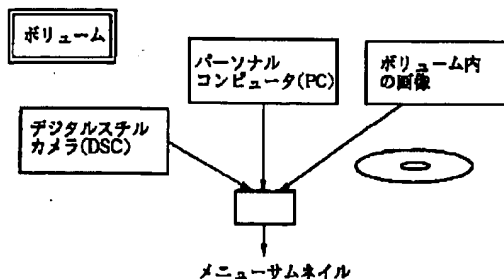 ボリューム
パーソナル
コンピュータ(PC)
ボリューム内
の画像
デジタルスチル
カメラ(DSC)
メニューサムネイル